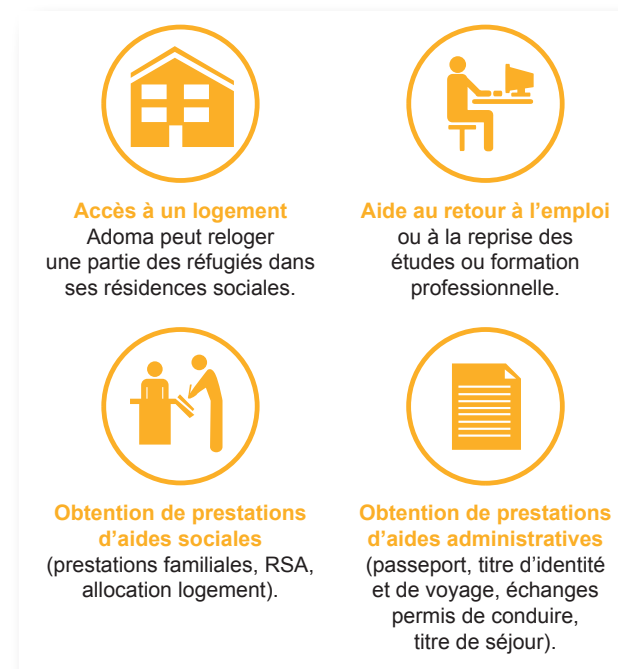 Accès à un logement
Adoma peut reloger
une partie des réfugiés dans
ses résidences sociales.
Aide au retour à l’emploi
ou à la reprise des
études ou formation
professionnelle.
Obtention de prestations
d’aides sociales
(prestations familiales, RSA,
allocation logement).
Obtention de prestations
d’aides administratives
(passeport, titre d’identité
et de voyage, échanges
permis de conduire,
titre de séjour).